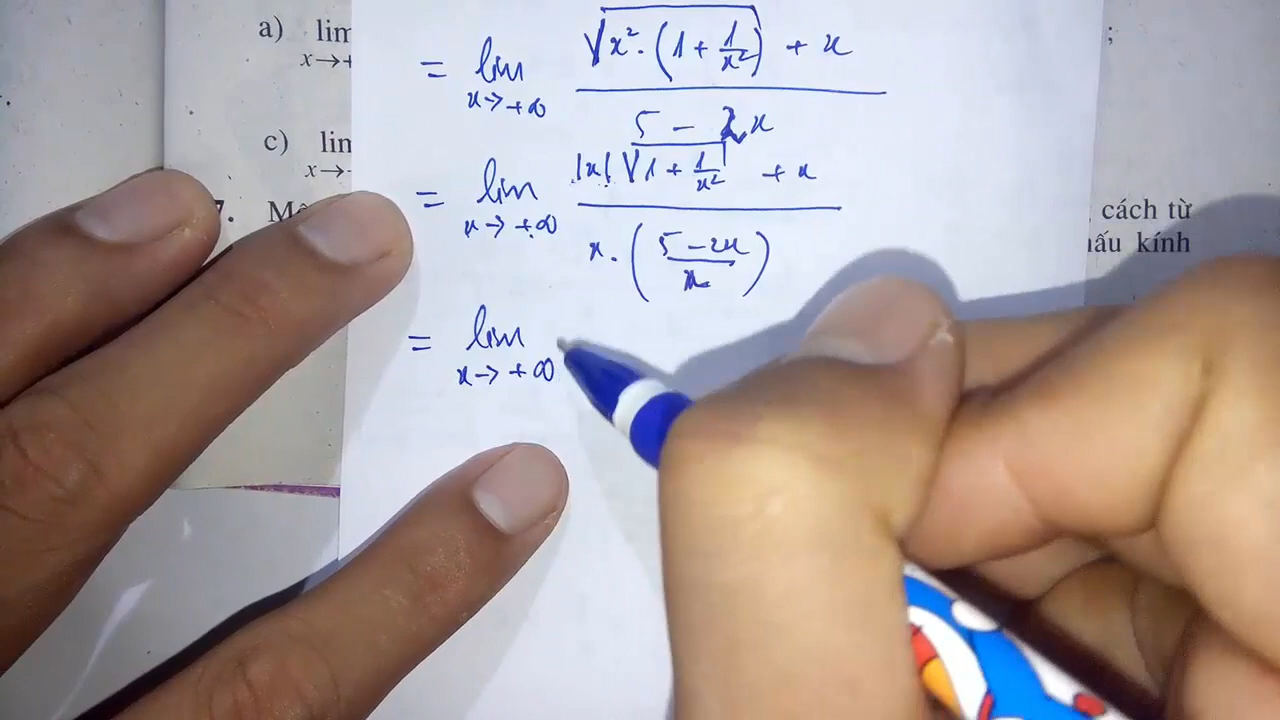 a) lim
x→+
= lim √x² · (1 + 1/x²) + x
x→+∞ 5 − 2x
c) lim
x→-
= lim |x| √1 + 1/x² + x
x→+∞ x · (5 − 2x / x)
7. cách từ
nấu kính
= lim
x→+∞
;